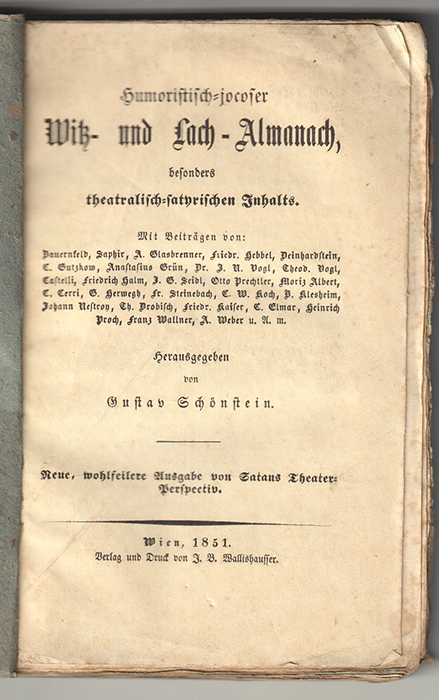 Humoristisch-jocoser
Witz- und Lach-Almanach,
besonders
theatralisch-satyrischen Inhalts.
Mit Beiträgen von:
Bauernfeld, Saphir, A. Glasbrenner, Friedr. Hebbel, Deinhardstein,
C. Gutzkow, Anastasius Grün, Dr. J. N. Vogl, Theod. Vogl,
Castelli, Friedrich Halm, J. G. Seidl, Otto Prechtler, Moriz Albert,
C. Cerri, G. Herwegh, Fr. Steinebach, C. W. Koch, B. Klesheim,
Johann Nestroy, Th. Drobisch, Friedr. Kaiser, C. Elmar, Heinrich
Proch, Franz Wallner, A. Weber u. A. m.
Herausgegeben
von
Gustav Schönstein.
Neue, wohlfeilere Ausgabe von Satans Theater-
Perspectiv.
Wien, 1851.
Verlag und Druck von J. B. Wallishausser.